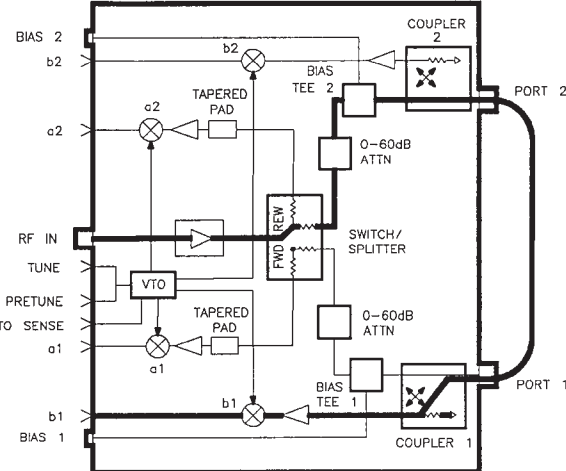 COUPLER
2
BIAS 2
b2
b2
BIAS
TEE 2
PORT 2
TAPERED
PAD
a2
a2
0-60dB
ATTN
REW
FWD
RF IN
SWITCH/
SPLITTER
TUNE
VTO
PRETUNE
TAPERED
PAD
TO SENSE
0-60dB
ATTN
a1
a1
PORT 1
BIAS
TEE 1
b1
b1
BIAS 1
COUPLER 1